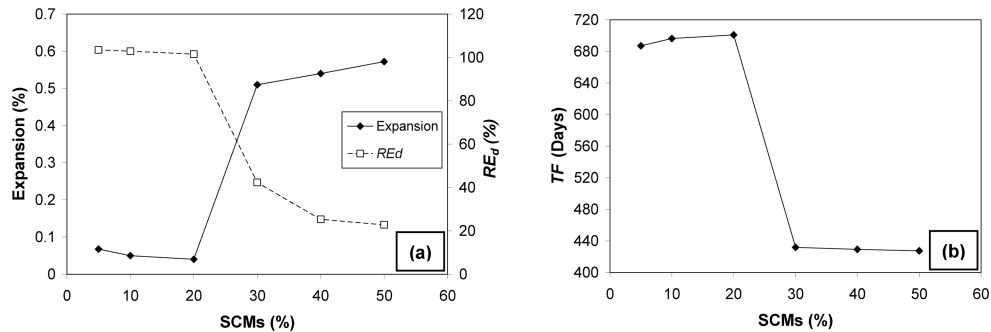 0.7
0.6
0.5
0.4
0.3
0.2
0.1
0
Expansion (%)
120
100
80
60
40
20
0
REd (%)
Expansion
REd
(a)
0 10 20 30 40 50 60
SCMs (%)
720
680
640
600
560
520
480
440
400
TF (Days)
(b)
0 10 20 30 40 50 60
SCMs (%)